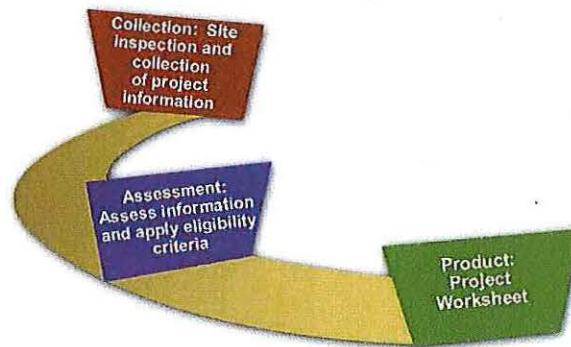 Collection: Site
inspection and
collection
of project
information
Assessment:
Assess information
and apply eligibility
criteria
Product:
Project
Worksheet